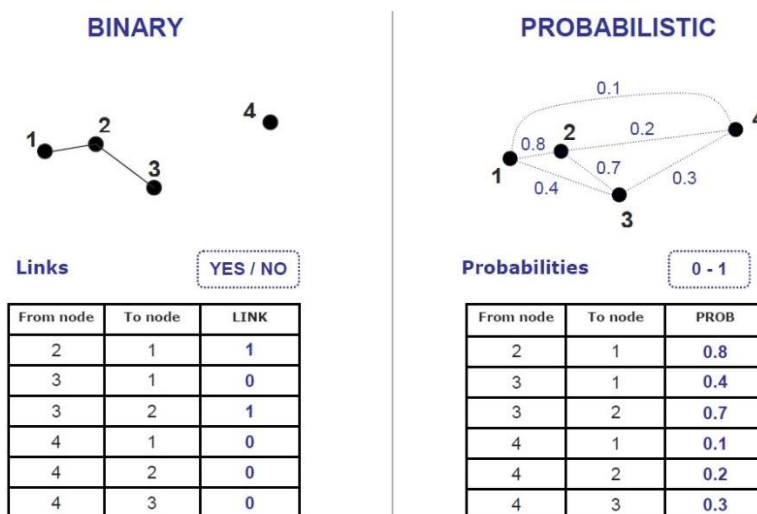 BINARY
1
2
3
4
Links
YES / NO
From node To node LINK
2 1 1
3 1 0
3 2 1
4 1 0
4 2 0
4 3 0
PROBABILISTIC
0.1
0.8
2
0.2
4
1
0.4
0.7
0.3
3
Probabilities
0 - 1
From node To node PROB
2 1 0.8
3 1 0.4
3 2 0.7
4 1 0.1
4 2 0.2
4 3 0.3